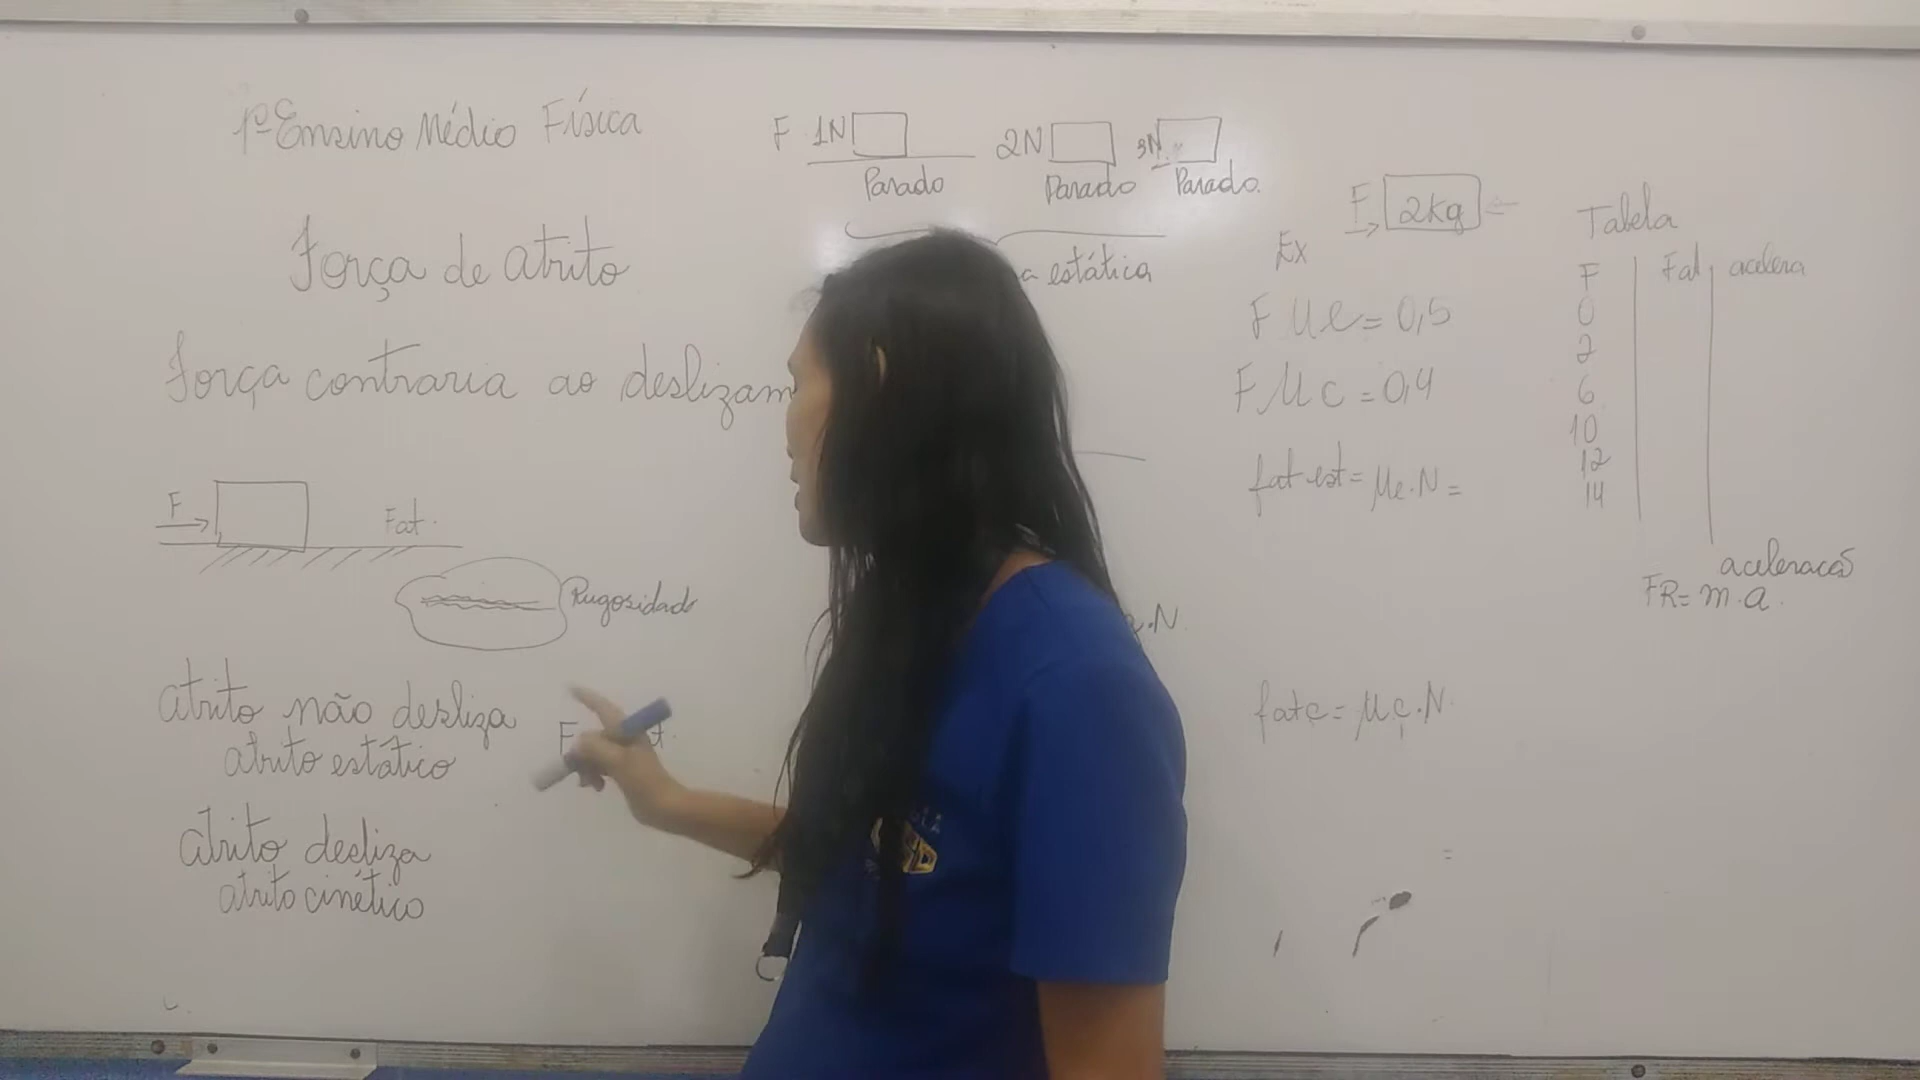 1º Ensino Médio Física
Força de atrito
Força contraria ao deslizam
F
Fat.
Rugosidade
atrito não desliza
atrito estático
F
atrito desliza
atrito cinético
F 1N
Parado
2N
Parado
3N
Parado.
a estática
.N
Ex
F
2kg
F μe = 0,5
F μc = 0,4
fat est = μe.N =
fatc = μc.N.
=
Tabela
F Fat acelera
0
2
6
10
12
14
aceleração
FR = m.a.